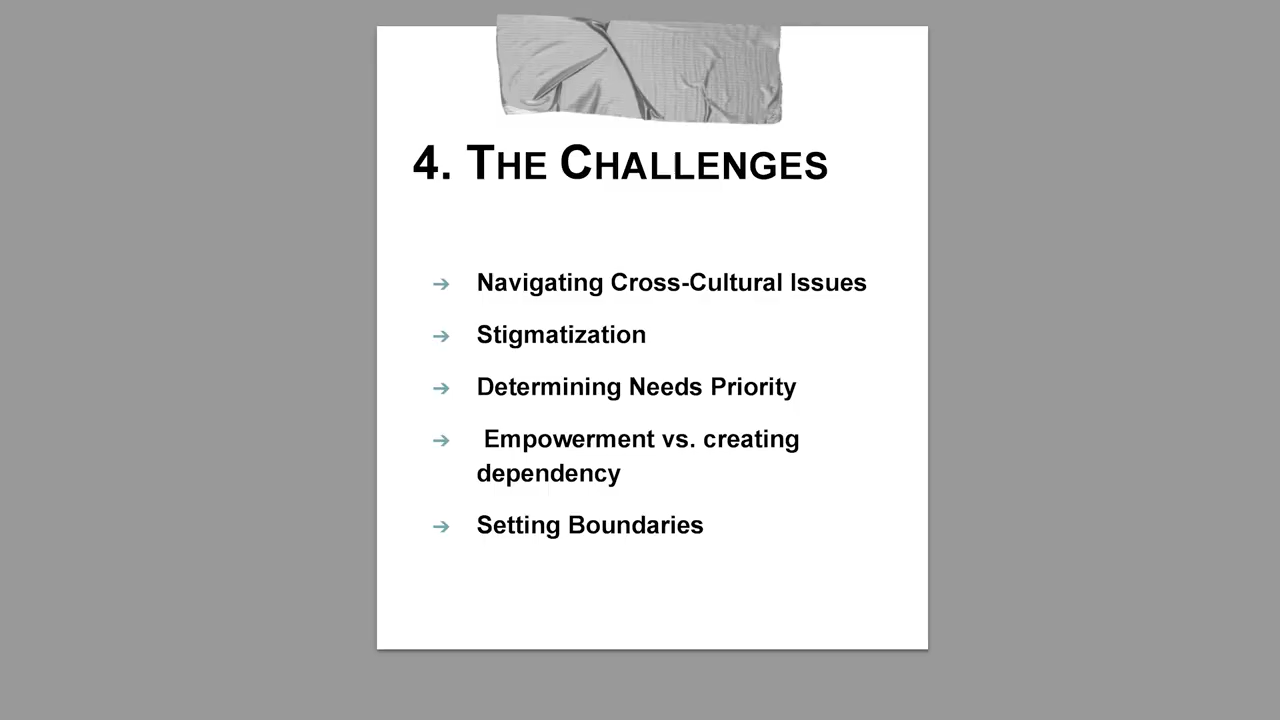 4. THE CHALLENGES
➔ Navigating Cross-Cultural Issues
➔ Stigmatization
➔ Determining Needs Priority
➔ Empowerment vs. creating
dependency
➔ Setting Boundaries